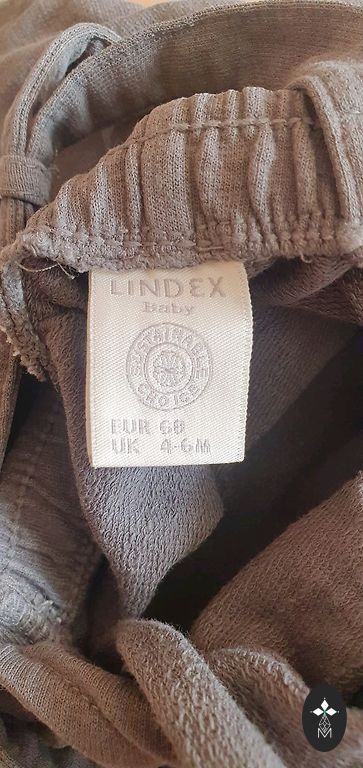 LINDEX
Baby
SUSTAINABLE
CHOICE
EUR 68
UK 4-6M
M